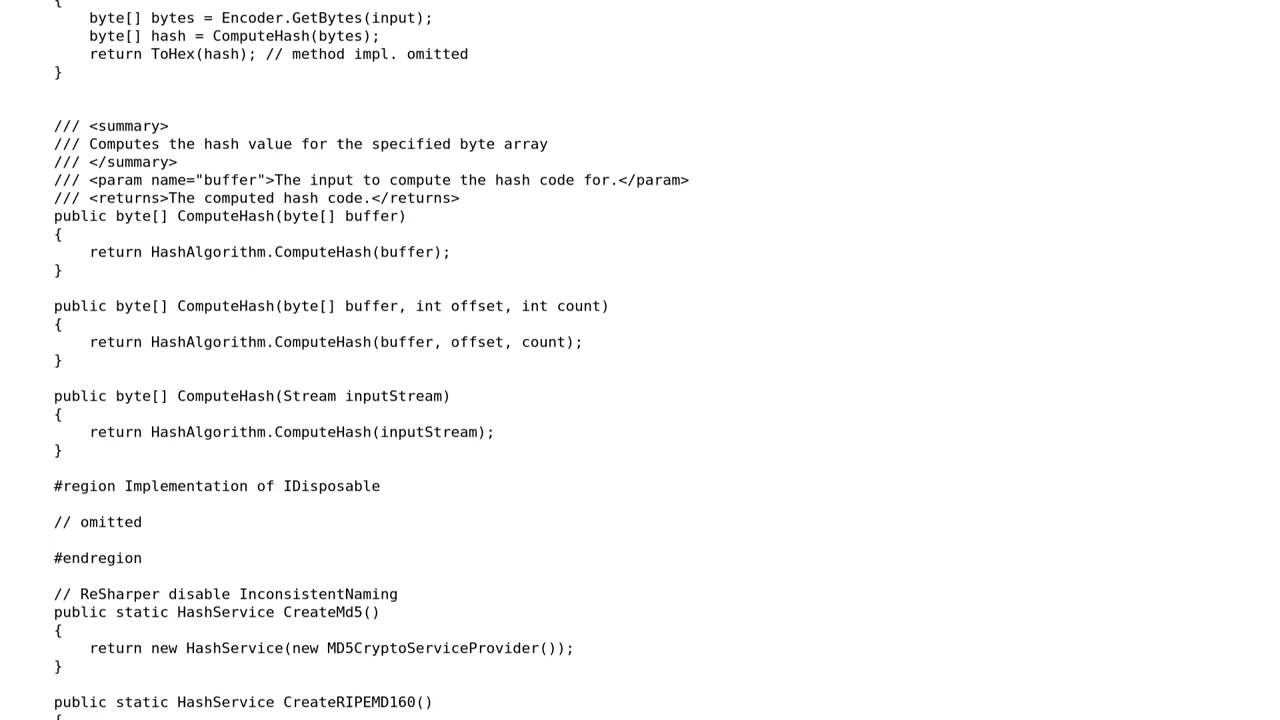 {
    byte[] bytes = Encoder.GetBytes(input);
    byte[] hash = ComputeHash(bytes);
    return ToHex(hash); // method impl. omitted
}
/// <summary>
/// Computes the hash value for the specified byte array
/// </summary>
/// <param name="buffer">The input to compute the hash code for.</param>
/// <returns>The computed hash code.</returns>
public byte[] ComputeHash(byte[] buffer)
{
    return HashAlgorithm.ComputeHash(buffer);
}
public byte[] ComputeHash(byte[] buffer, int offset, int count)
{
    return HashAlgorithm.ComputeHash(buffer, offset, count);
}
public byte[] ComputeHash(Stream inputStream)
{
    return HashAlgorithm.ComputeHash(inputStream);
}
#region Implementation of IDisposable
// omitted
#endregion
// ReSharper disable InconsistentNaming
public static HashService CreateMd5()
{
    return new HashService(new MD5CryptoServiceProvider());
}
public static HashService CreateRIPEMD160()
{